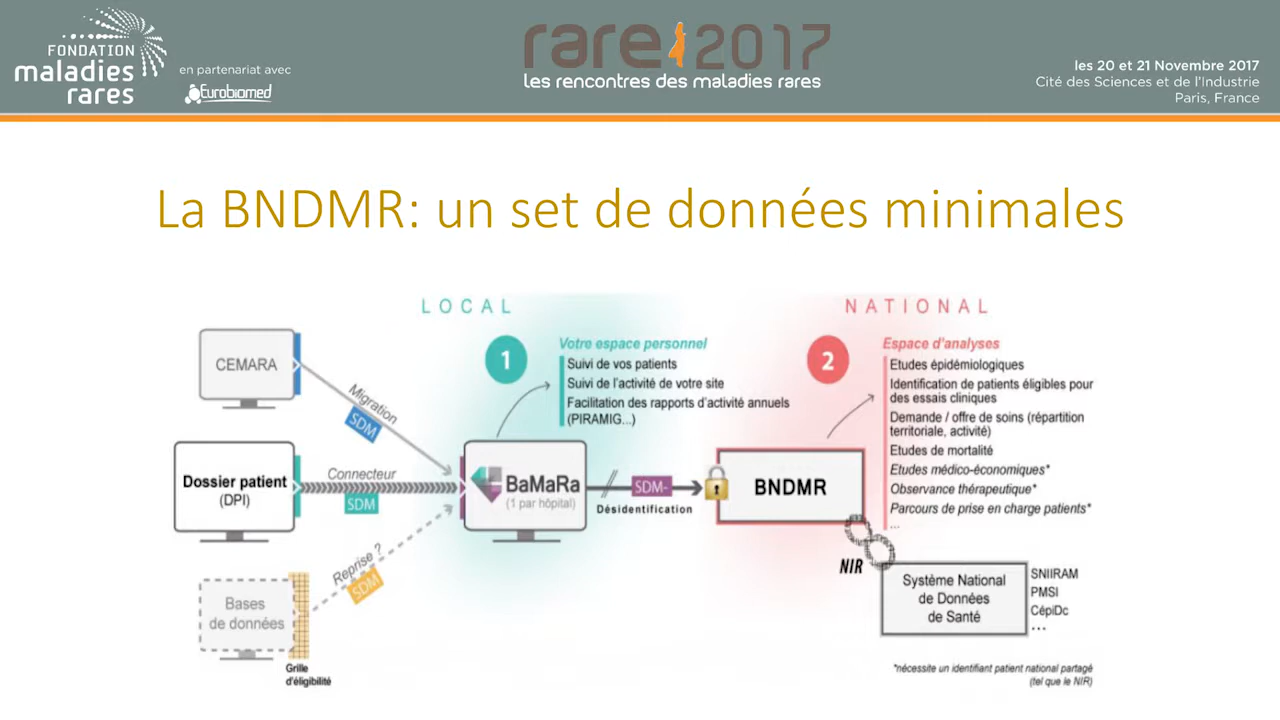 FONDATION
maladies
rares
en partenariat avec
Eurobiomed
rare 2017
les rencontres des maladies rares
les 20 et 21 Novembre 2017
Cité des Sciences et de l'Industrie
Paris, France
La BNDMR: un set de données minimales
LOCAL
NATIONAL
1
Votre espace personnel
Suivi de vos patients
Suivi de l'activité de votre site
Facilitation des rapports d'activité annuels
(PIRAMIG...)
2
Espace d'analyses
Etudes épidémiologiques
Identification de patients éligibles pour
des essais cliniques
Demande / offre de soins (répartition
territoriale, activité)
Etudes de mortalité
Etudes médico-économiques*
Observance thérapeutique*
Parcours de prise en charge patients*
...
CEMARA
Migration
SDM
Dossier patient
(DPI)
Connecteur
SDM
Bases
de données
Grille
d'éligibilité
Reprise ?
SDM
BaMaRa
(1 par hôpital)
SDM-
Désidentification
BNDMR
NIR
Système National
de Données
de Santé
SNIIRAM
PMSI
CépiDc
...
*nécessite un identifiant patient national partagé
(tel que le NIR)